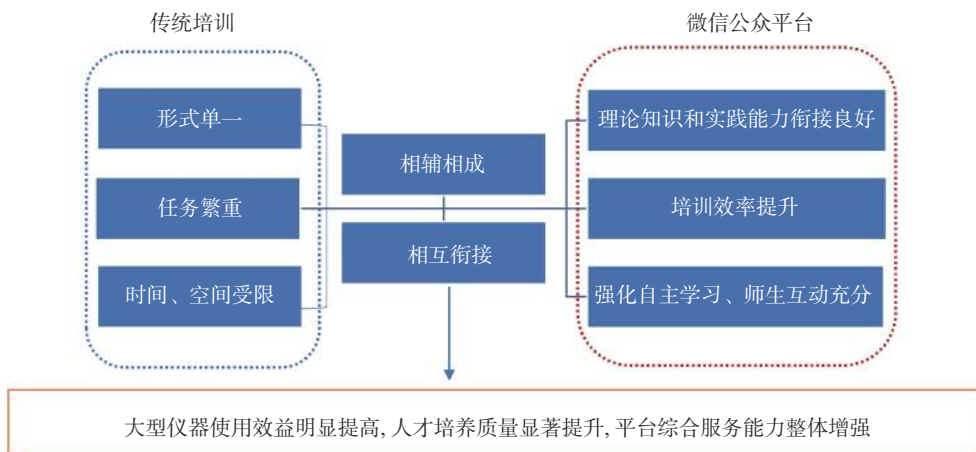 传统培训
微信公众平台
形式单一
任务繁重
时间、空间受限
相辅相成
相互衔接
理论知识和实践能力衔接良好
培训效率提升
强化自主学习、师生互动充分
大型仪器使用效益明显提高, 人才培养质量显著提升, 平台综合服务能力整体增强